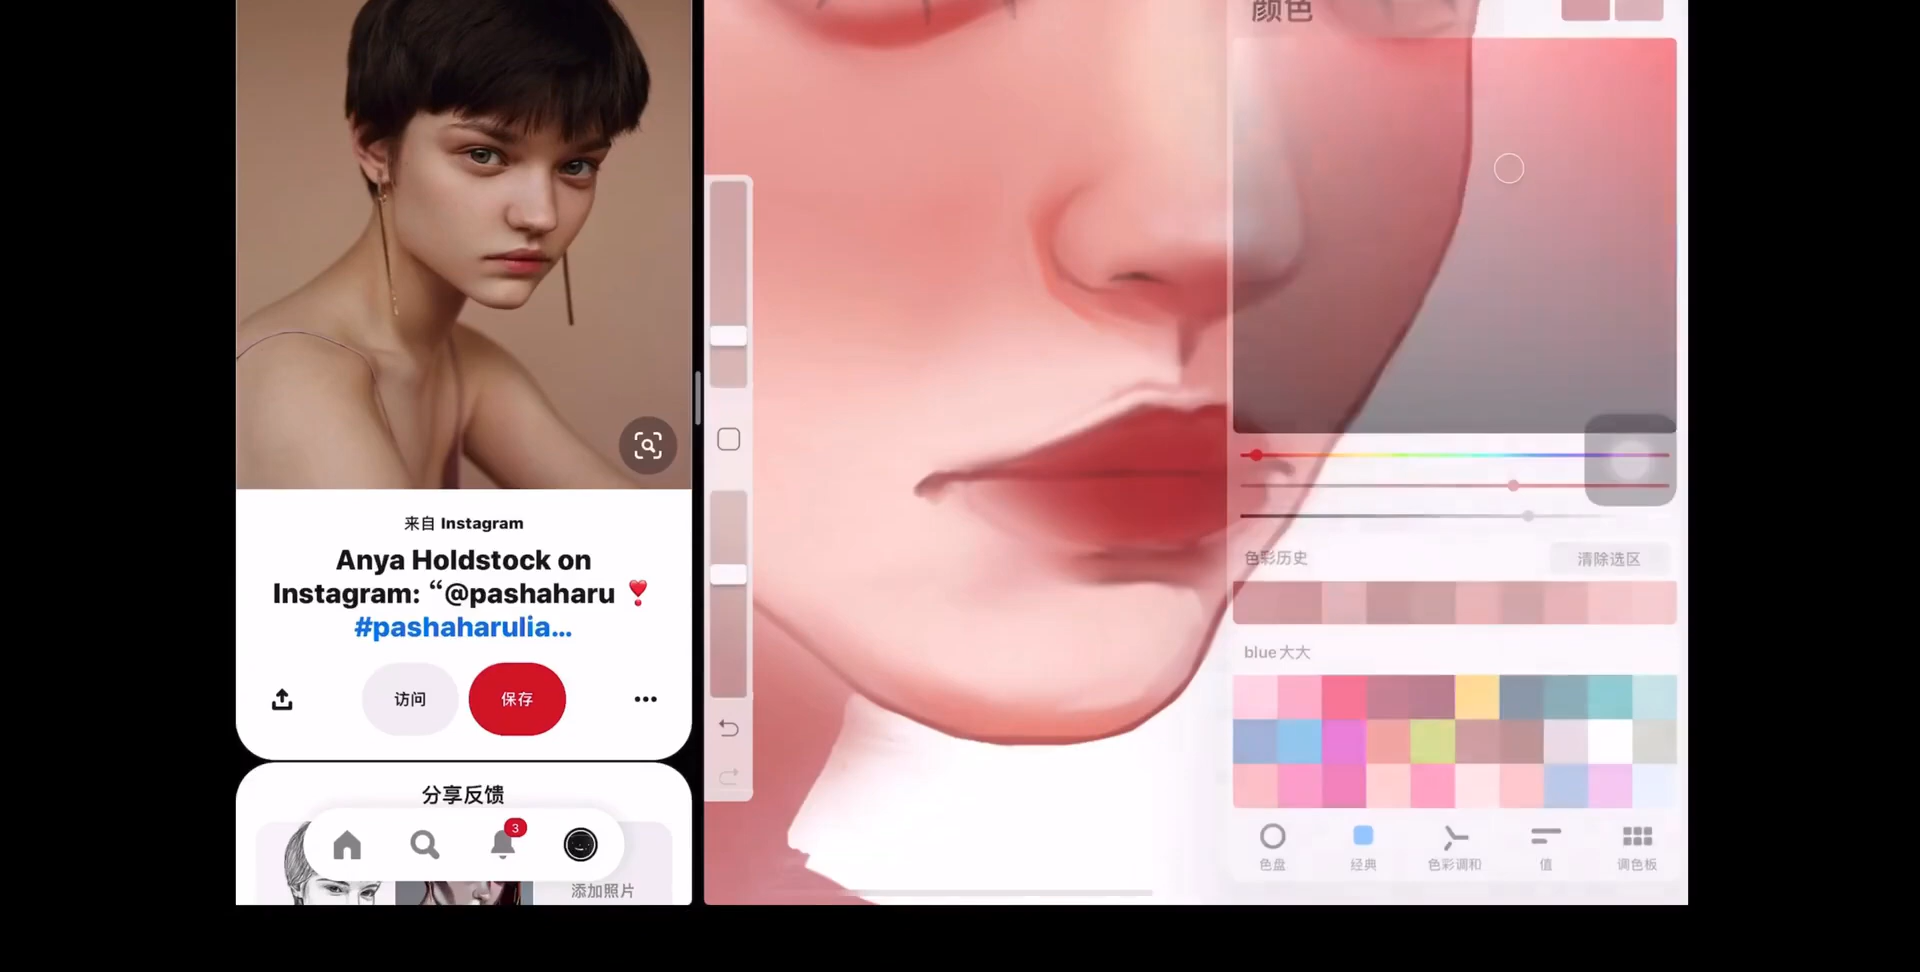 来自 Instagram
Anya Holdstock on
Instagram: “@pashaharu ❣️
#pashaharulia...
访问
保存
分享反馈
3
添加照片
颜色
色彩历史
清除选区
blue大大
色盘
经典
色彩调和
值
调色板